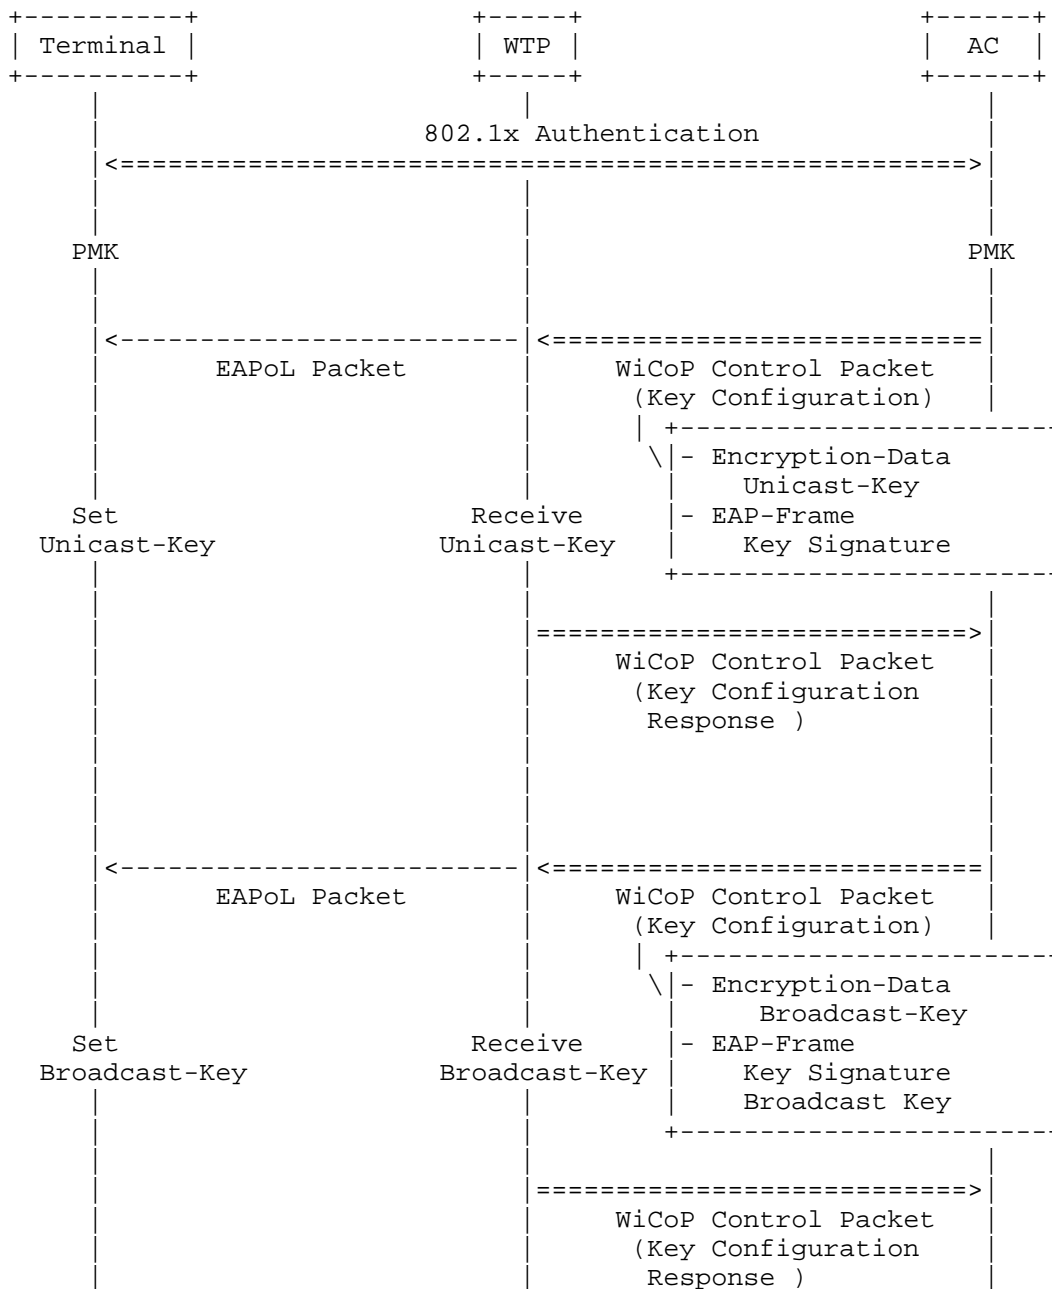 Terminal WTP AC
802.1x Authentication
PMK PMK
EAPoL Packet WiCoP Control Packet
(Key Configuration)
- Encryption-Data
Unicast-Key
Set Receive - EAP-Frame
Unicast-Key Unicast-Key Key Signature
WiCoP Control Packet
(Key Configuration
Response )
EAPoL Packet WiCoP Control Packet
(Key Configuration)
- Encryption-Data
Broadcast-Key
Set Receive - EAP-Frame
Broadcast-Key Broadcast-Key Key Signature
Broadcast Key
WiCoP Control Packet
(Key Configuration
Response )